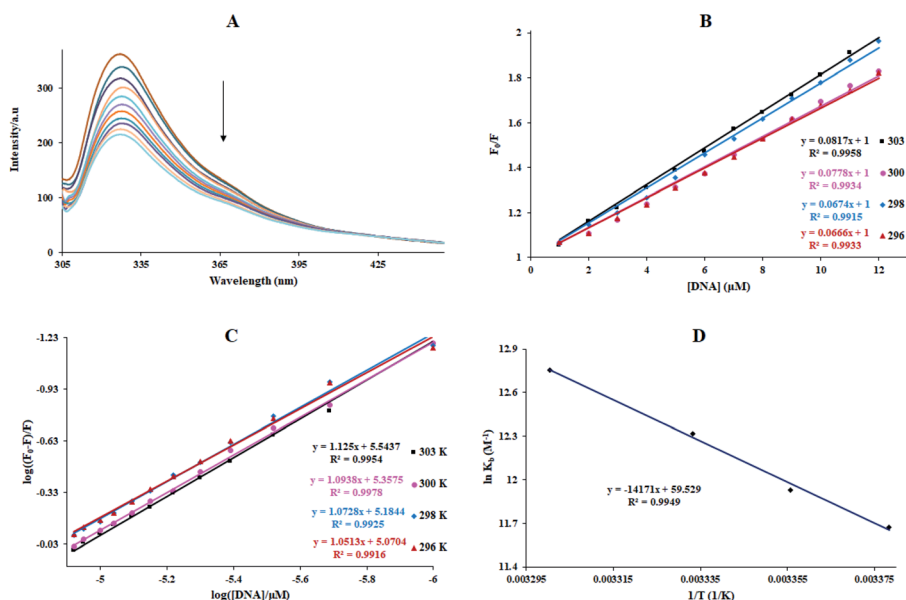 A
Intensity/a.u
300
200
100
0
305
335
365
395
425
Wavelength (nm)
B
F₀/F
2
1.8
1.6
1.4
1.2
1
0
2
4
6
8
10
12
[DNA] (µM)
y = 0.0817x + 1
R² = 0.9958
303
y = 0.0778x + 1
R² = 0.9934
300
y = 0.0674x + 1
R² = 0.9915
298
y = 0.0666x + 1
R² = 0.9933
296
C
log((F₀-F)/F)
-1.23
-0.93
-0.63
-0.33
-0.03
-5
-5.2
-5.4
-5.6
-5.8
-6
log([DNA]/µM)
y = 1.125x + 5.5437
R² = 0.9954
303 K
y = 1.0938x + 5.3575
R² = 0.9978
300 K
y = 1.0728x + 5.1844
R² = 0.9925
298 K
y = 1.0513x + 5.0704
R² = 0.9916
296 K
D
ln K_b (M⁻¹)
12.9
12.6
12.3
12
11.7
0.003295
0.003315
0.003335
0.003355
0.003375
1/T (1/K)
y = -14171x + 59.529
R² = 0.9949